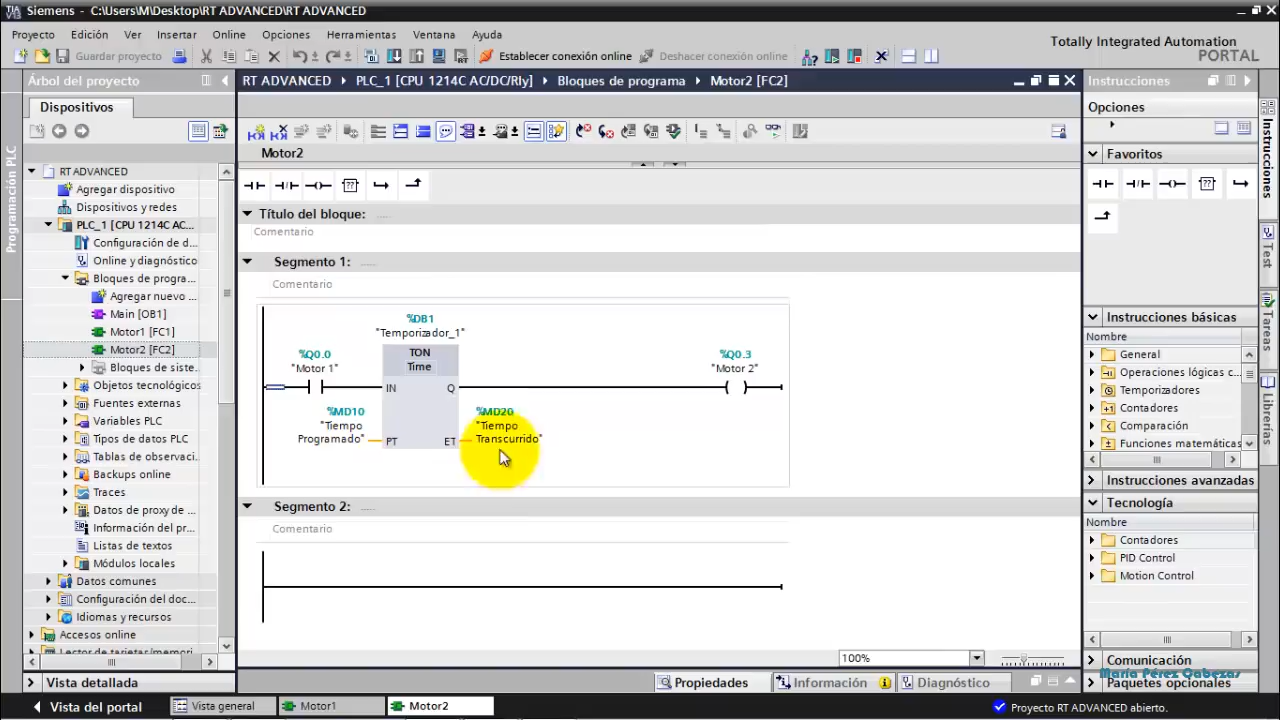 Siemens - C:\Users\M\Desktop\RT ADVANCED\RT ADVANCED
Proyecto Edición Ver Insertar Online Opciones Herramientas Ventana Ayuda
Totally Integrated Automation
PORTAL
Guardar proyecto
Establecer conexión online
Deshacer conexión online
Árbol del proyecto
RT ADVANCED
PLC_1 [CPU 1214C AC/DC/Rly]
Bloques de programa
Motor2 [FC2]
Instrucciones
Dispositivos
Opciones
Programación PLC
Motor2
Favoritos
RT ADVANCED
Agregar dispositivo
Dispositivos y redes
PLC_1 [CPU 1214C AC...
Configuración de d...
Online y diagnóstico
Bloques de progra...
Agregar nuevo ...
Main [OB1]
Motor1 [FC1]
Motor2 [FC2]
Bloques de siste...
Objetos tecnológicos
Fuentes externas
Variables PLC
Tipos de datos PLC
Tablas de observaci...
Backups online
Traces
Datos de proxy de ...
Información del pr...
Listas de textos
Módulos locales
Datos comunes
Configuración del doc...
Idiomas y recursos
Accesos online
Lector de tarjetas/memori
Vista detallada
Título del bloque: .....
Comentario
Segmento 1: .....
Comentario
%DB1
"Temporizador_1"
TON
Time
%Q0.0
"Motor 1"
IN
Q
%Q0.3
"Motor 2"
%MD10
"Tiempo
Programado"
PT
ET
%MD20
"Tiempo
Transcurrido"
Segmento 2: .....
Comentario
100%
Propiedades
Información
Diagnóstico
Instrucciones básicas
Nombre
General
Operaciones lógicas c...
Temporizadores
Contadores
Comparación
Funciones matemáticas
Instrucciones avanzadas
Tecnología
Nombre
Contadores
PID Control
Motion Control
Comunicación
María Pérez Cabezas
Paquetes opcionales
Instrucciones
Test
Tareas
Librerías
Vista del portal
Vista general
Motor1
Motor2
Proyecto RT ADVANCED abierto.